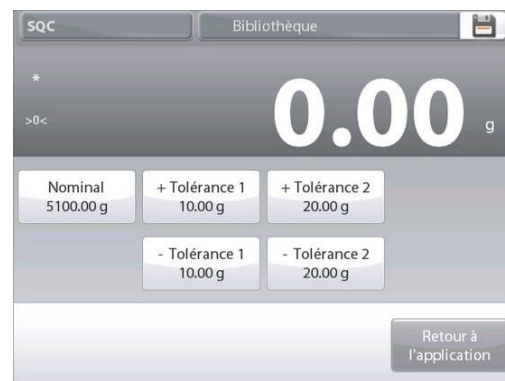 SQC
Bibliothèque
*
>0<
0.00 g
Nominal
5100.00 g
+ Tolérance 1
10.00 g
+ Tolérance 2
20.00 g
- Tolérance 1
10.00 g
- Tolérance 2
20.00 g
Retour à
l'application